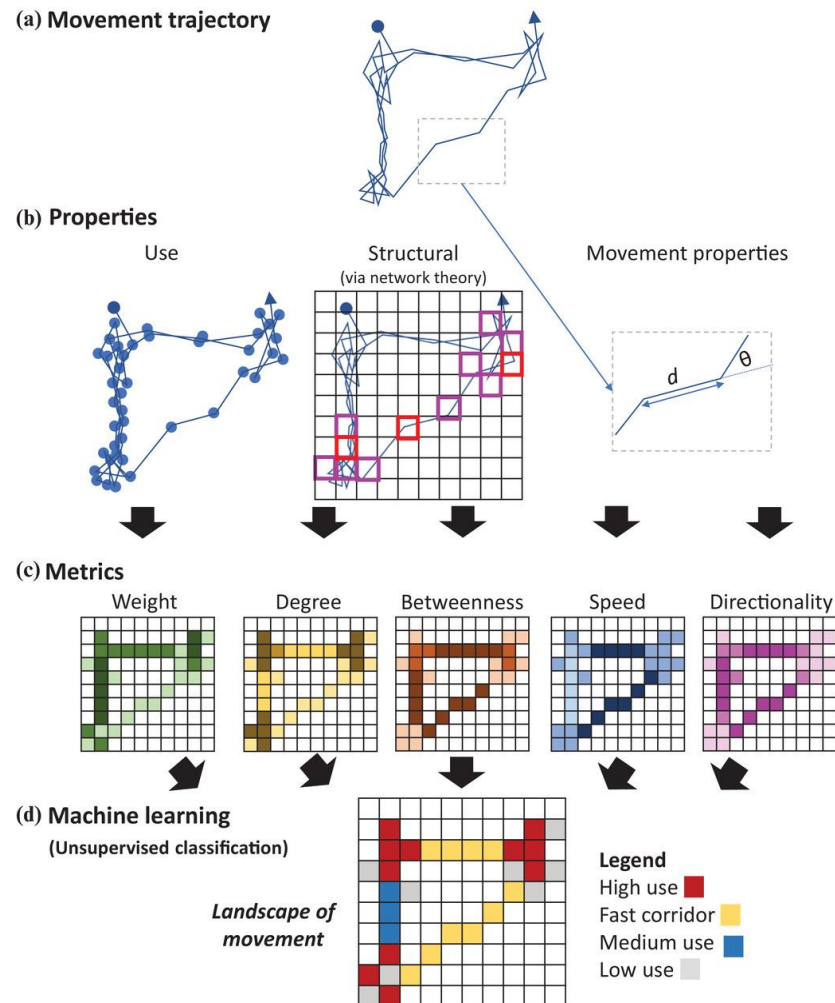 (a) Movement trajectory
(b) Properties
Use
Structural
(via network theory)
Movement properties
d
θ
(c) Metrics
Weight
Degree
Betweenness
Speed
Directionality
(d) Machine learning
(Unsupervised classification)
Landscape of
movement
Legend
High use
Fast corridor
Medium use
Low use